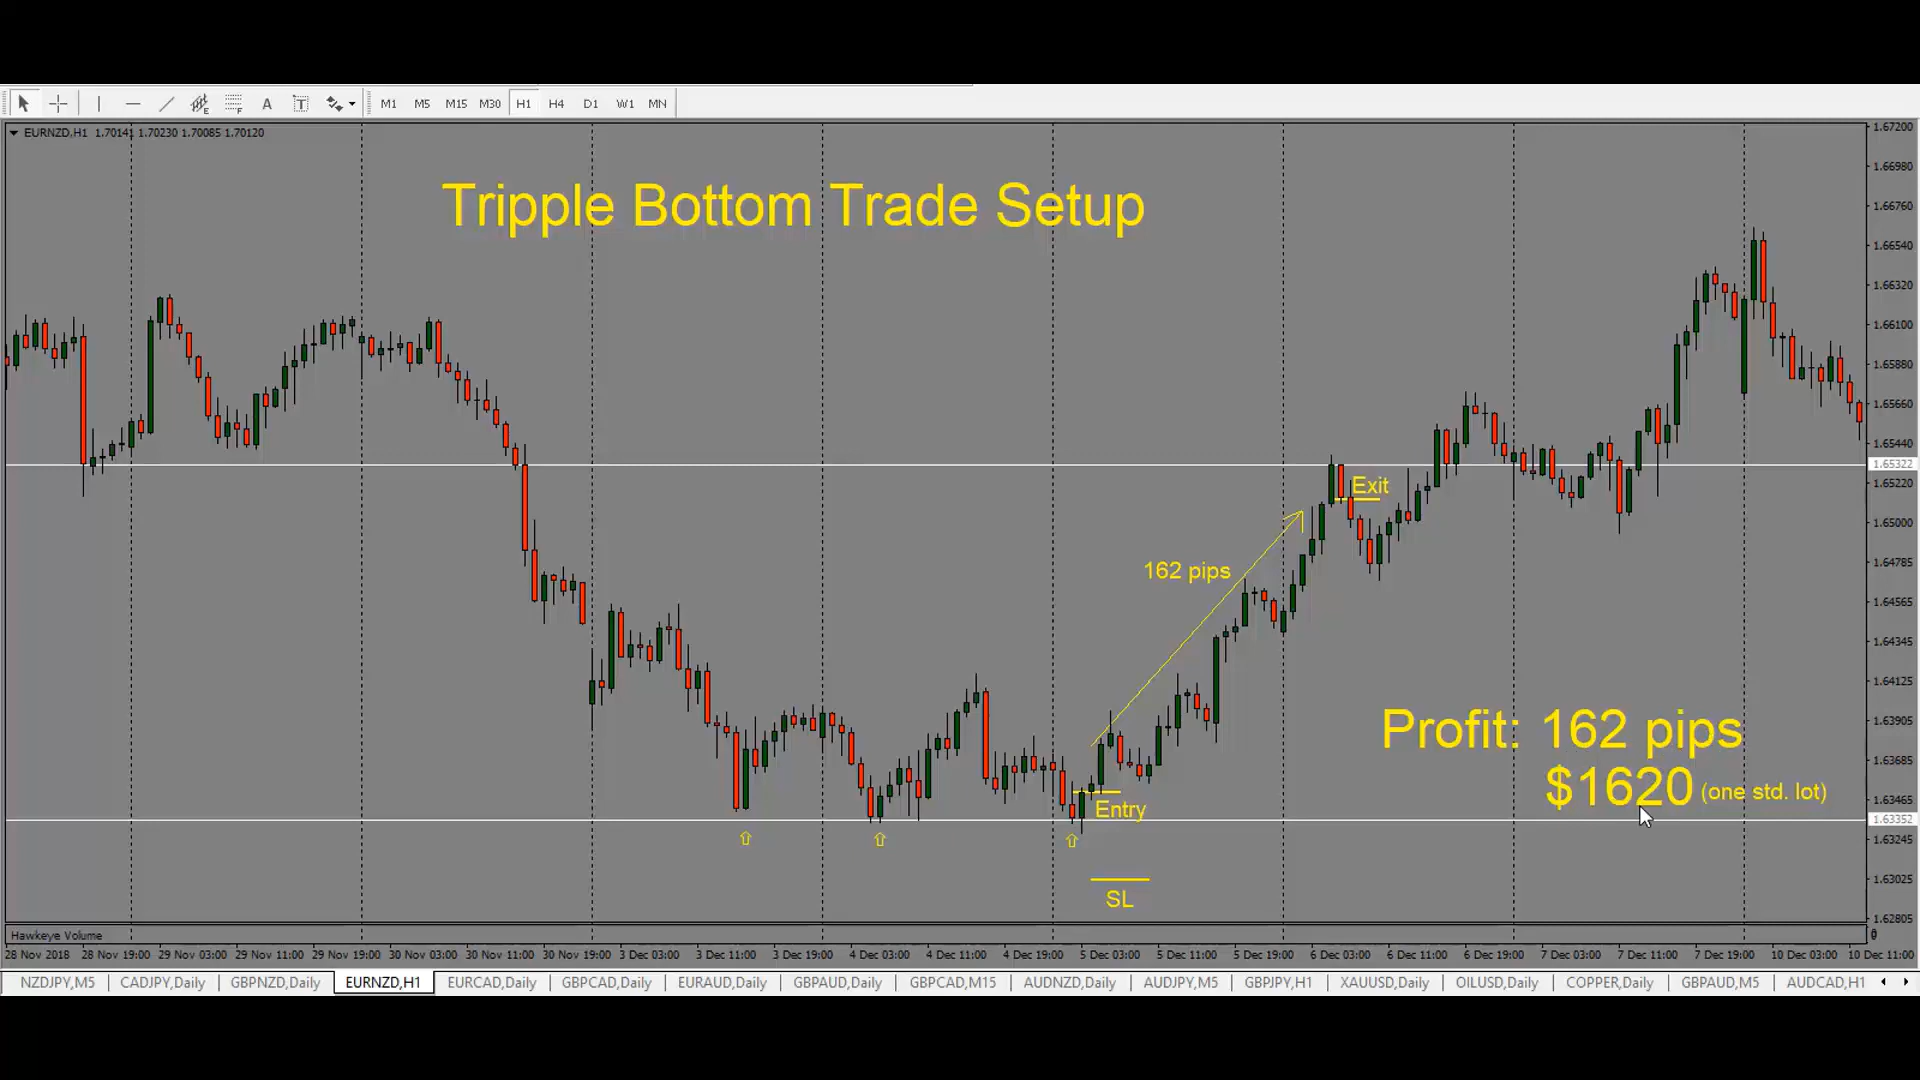 A T M1 M5 M15 M30 H1 H4 D1 W1 MN
EURNZD,H1 1.70141 1.70230 1.70085 1.70120
Tripple Bottom Trade Setup
1.67200
1.66980
1.66760
1.66540
1.66320
1.66100
1.65880
1.65660
1.65440
1.65322
Exit
1.65220
1.65000
162 pips
1.64785
1.64565
1.64345
1.64125
1.63905
Profit: 162 pips
1.63685
$1620 (one std. lot)
1.63465
Entry
1.63352
1.63245
1.63025
SL
1.62805
Hawkeye Volume
0
28 Nov 2018 28 Nov 19:00 29 Nov 03:00 29 Nov 11:00 29 Nov 19:00 30 Nov 03:00 30 Nov 11:00 30 Nov 19:00 3 Dec 03:00 3 Dec 11:00 3 Dec 19:00 4 Dec 03:00 4 Dec 11:00 4 Dec 19:00 5 Dec 03:00 5 Dec 11:00 5 Dec 19:00 6 Dec 03:00 6 Dec 11:00 6 Dec 19:00 7 Dec 03:00 7 Dec 11:00 7 Dec 19:00 10 Dec 03:00 10 Dec 11:00
NZDJPY,M5 CADJPY,Daily GBPNZD,Daily EURNZD,H1 EURCAD,Daily GBPCAD,Daily EURAUD,Daily GBPAUD,Daily GBPCAD,M15 AUDNZD,Daily AUDJPY,M5 GBPJPY,H1 XAUUSD,Daily OILUSD,Daily COPPER,Daily GBPAUD,M5 AUDCAD,H1